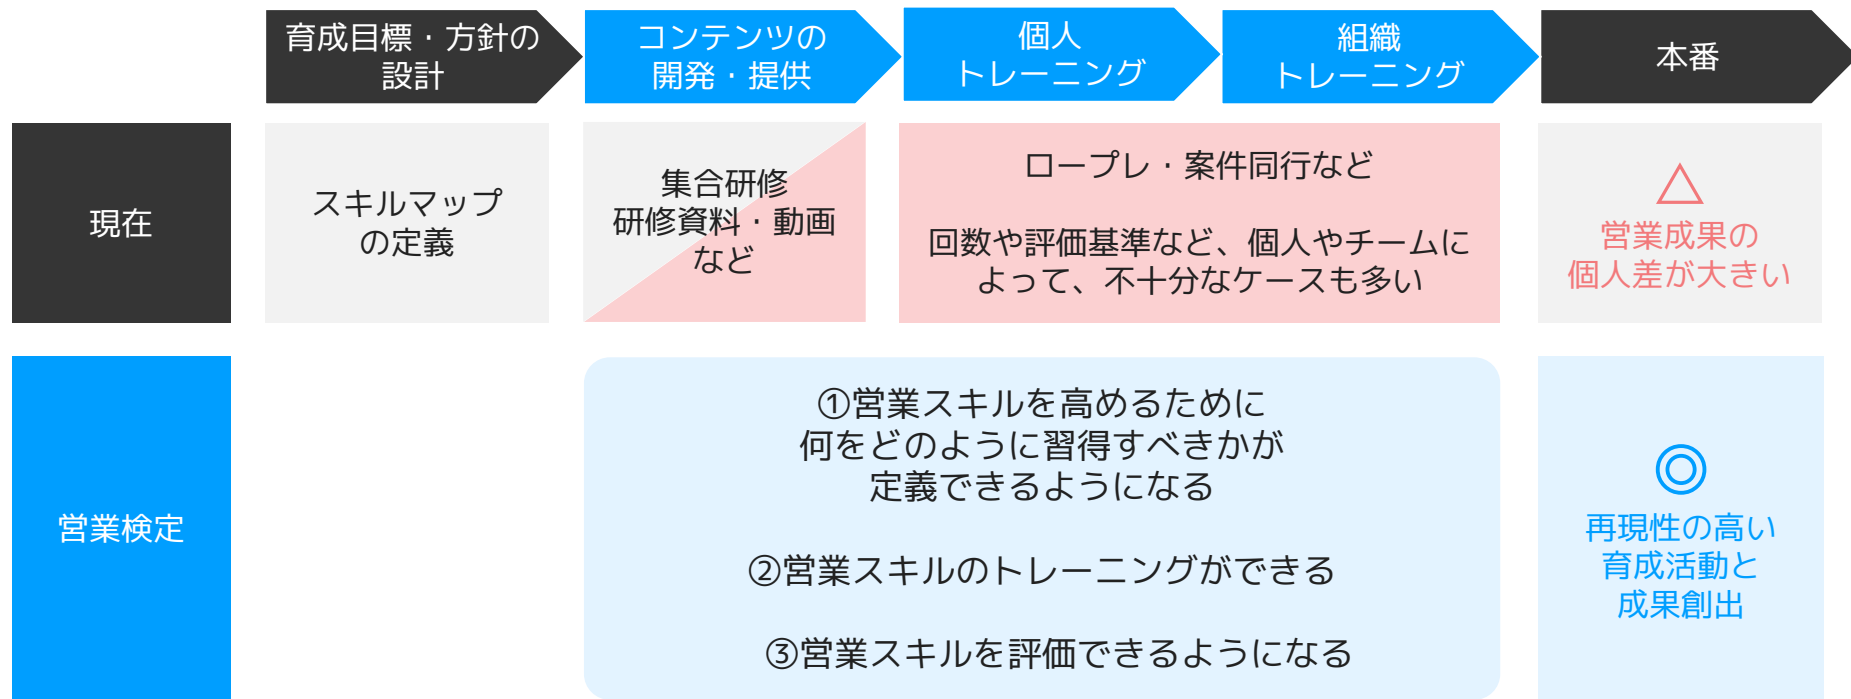 育成目標・方針の
設計
コンテンツの
開発・提供
個人
トレーニング
組織
トレーニング
本番
現在
スキルマップ
の定義
集合研修
研修資料・動画
など
ロープレ・案件同行など
回数や評価基準など、個人やチームに
よって、不十分なケースも多い
△
営業成果の
個人差が大きい
営業検定
①営業スキルを高めるために
何をどのように習得すべきかが
定義できるようになる
②営業スキルのトレーニングができる
③営業スキルを評価できるようになる
◎
再現性の高い
育成活動と
成果創出